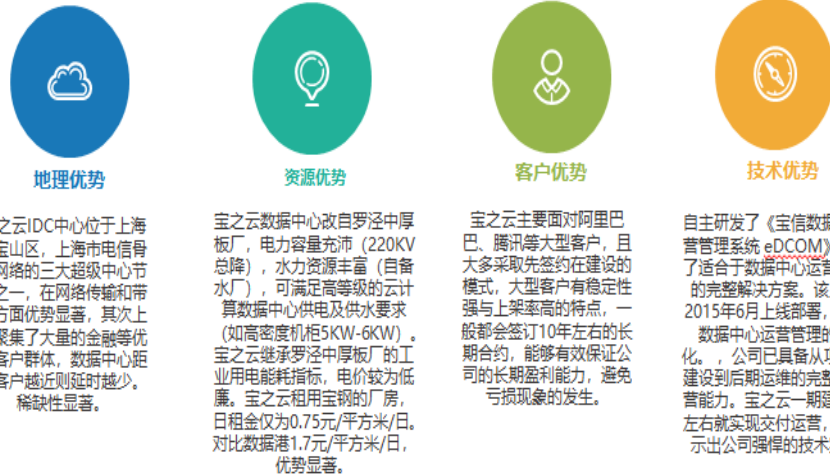 地理优势
之云IDC中心位于上海
宝山区，上海市电信骨
网络的三大超级中心节
之一，在网络传输和带
方面优势显著，其次上
聚集了大量的金融等优
客户群体，数据中心距
客户越近则延时越少。
稀缺性显著。
资源优势
宝之云数据中心改自罗泾中厚
板厂，电力容量充沛（220KV
总降），水力资源丰富（自备
水厂），可满足高等级的云计
算数据中心供电及供水要求
（如高密度机柜5KW-6KW）。
宝之云继承罗泾中厚板厂的工
业用电能耗指标，电价较为低
廉。宝之云租用宝钢的厂房，
日租金仅为0.75元/平方米/日。
对比数据港1.7元/平方米/日，
优势显著。
客户优势
宝之云主要面对阿里巴
巴、腾讯等大型客户，且
大多采取先签约在建设的
模式，大型客户有稳定性
强与上架率高的特点，一
般都会签订10年左右的长
期合约，能够有效保证公
司的长期盈利能力，避免
亏损现象的发生。
技术优势
自主研发了《宝信数据
营管理系统 eDCOM》
了适合于数据中心运营
的完整解决方案。该
2015年6月上线部署，
数据中心运营管理的
化。，公司已具备从项
建设到后期运维的完整
营能力。宝之云一期建
左右就实现交付运营，
示出公司强悍的技术